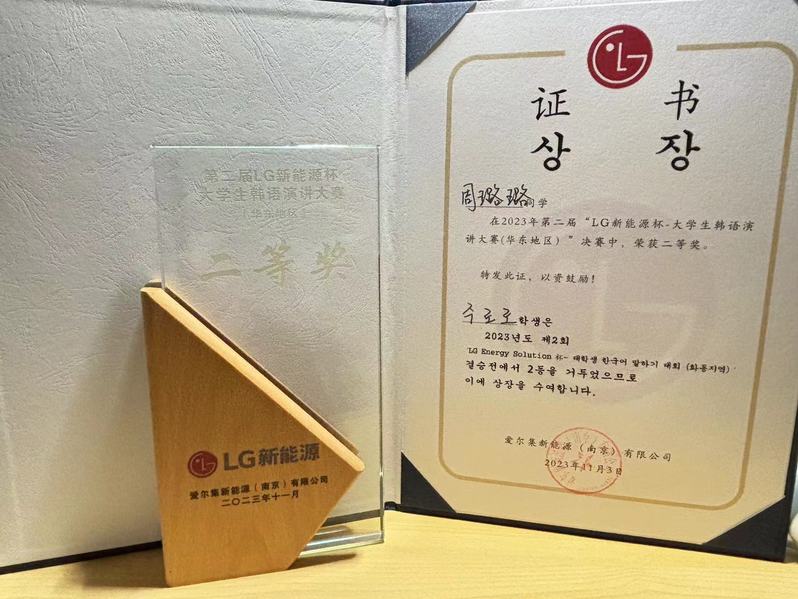 第二届LG新能源杯
大学生韩语演讲大赛
华东地区
二等奖
LG新能源
爱尔集新能源（南京）有限公司
二〇二三年十一月
证 书
상 장
周璐璐同学
在2023年第二届“LG新能源杯-大学生韩语演
讲大赛(华东地区）”决赛中，荣获二等奖。
特发此证，以资鼓励！
주로로학생은
2023년도 제2회
'LG Energy Solution 杯- 대학생 한국어 말하기 대회 (화동지역)'
결승전에서 2등을 거두었으므로
이에 상장을 수여합니다.
爱尔集新能源（南京）有限公司
2023年11月3日